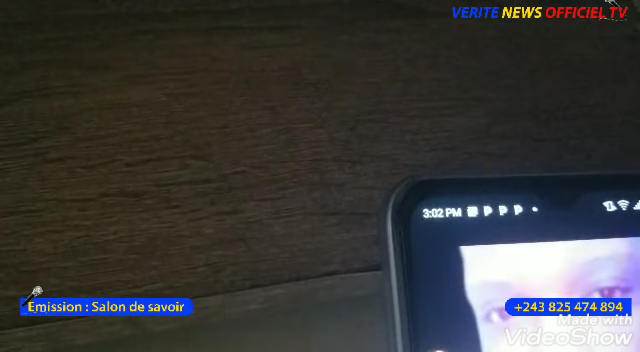 VERITE NEWS OFFICIEL TV
3:02 PM
Emission : Salon de savoir
+243 825 474 894
Made with
VideoShow